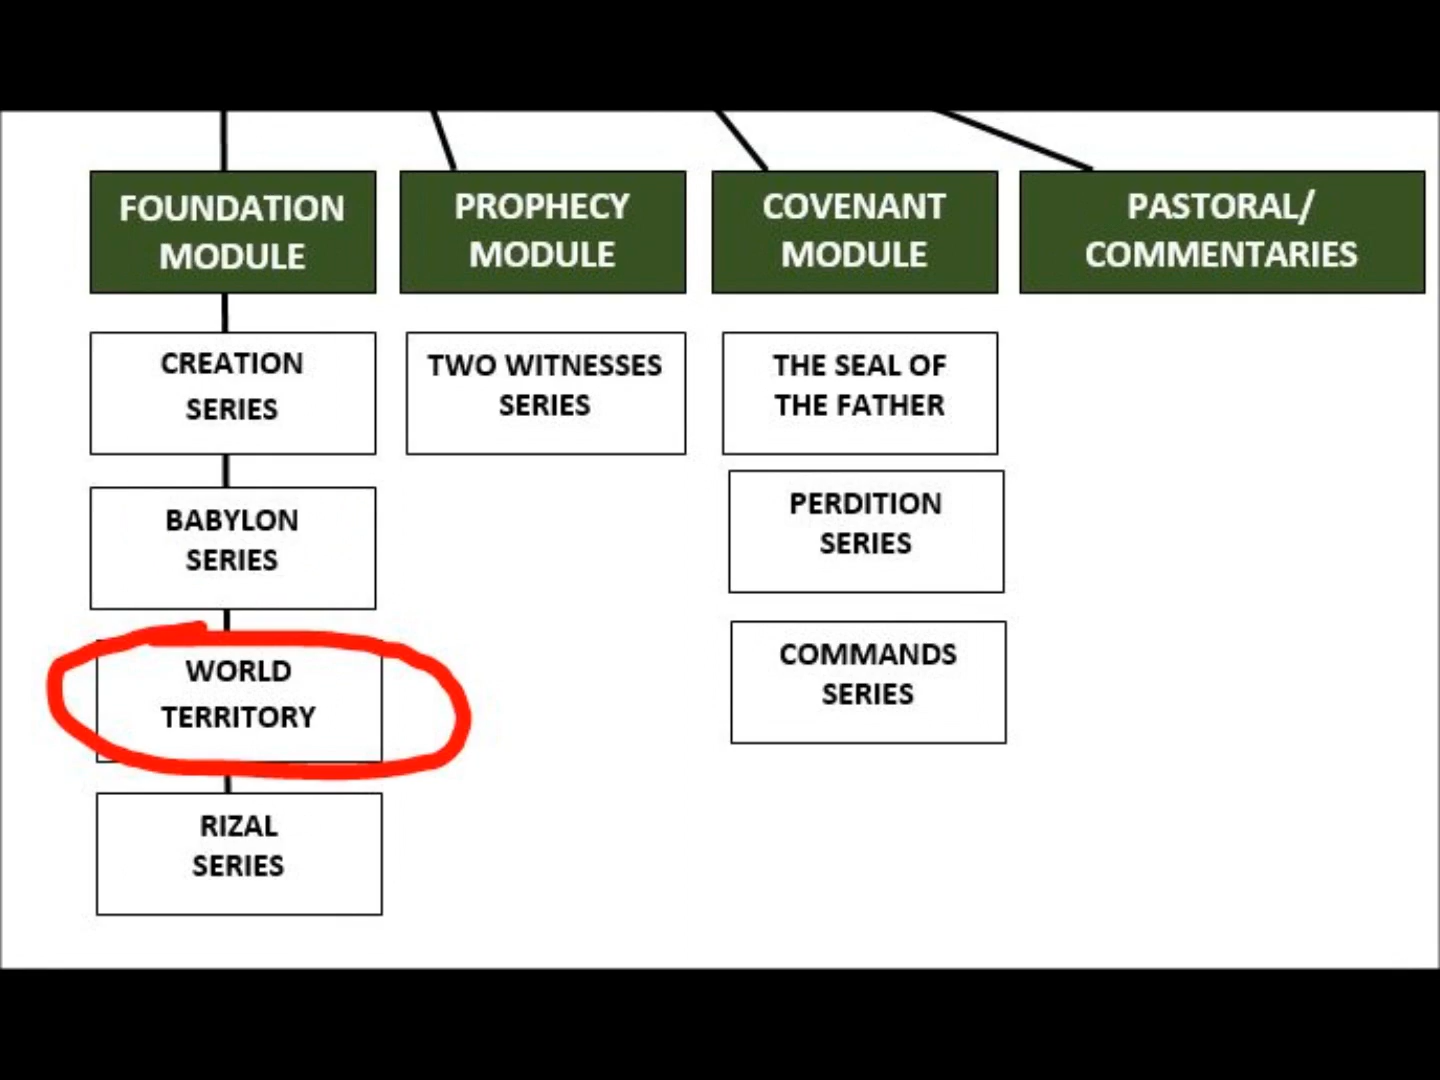 FOUNDATION
MODULE
PROPHECY
MODULE
COVENANT
MODULE
PASTORAL/
COMMENTARIES
CREATION
SERIES
TWO WITNESSES
SERIES
THE SEAL OF
THE FATHER
BABYLON
SERIES
PERDITION
SERIES
WORLD
TERRITORY
COMMANDS
SERIES
RIZAL
SERIES